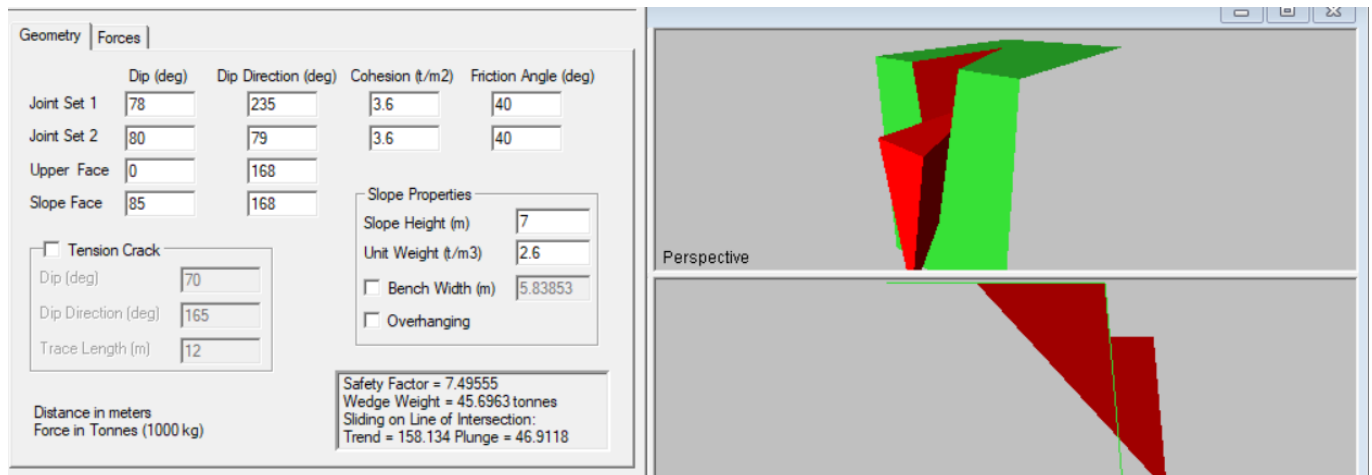 Geometry Forces
Dip (deg) Dip Direction (deg) Cohesion (t/m2) Friction Angle (deg)
Joint Set 1 78 235 3.6 40
Joint Set 2 80 79 3.6 40
Upper Face 0 168
Slope Face 85 168
Slope Properties
Slope Height (m) 7
Unit Weight (t/m3) 2.6
Bench Width (m) 5.83853
Overhanging
Tension Crack
Dip (deg) 70
Dip Direction (deg) 165
Trace Length (m) 12
Safety Factor = 7.49555
Wedge Weight = 45.6963 tonnes
Sliding on Line of Intersection:
Trend = 158.134 Plunge = 46.9118
Distance in meters
Force in Tonnes (1000 kg)
Perspective